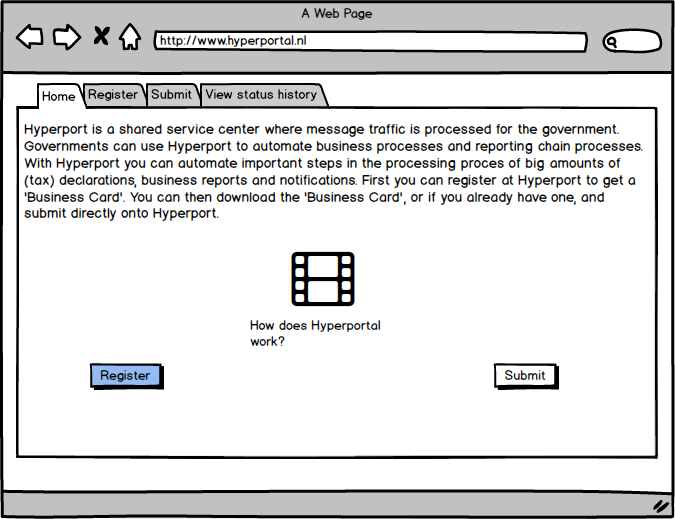 A Web Page
http://www.hyperportal.nl
Home Register Submit View status history
Hyperport is a shared service center where message traffic is processed for the government.
Governments can use Hyperport to automate business processes and reporting chain processes.
With Hyperport you can automate important steps in the processing proces of big amounts of
(tax) declarations, business reports and notifications. First you can register at Hyperport to get a
'Business Card'. You can then download the 'Business Card', or if you already have one, and
submit directly onto Hyperport.
How does Hyperportal
work?
Register Submit